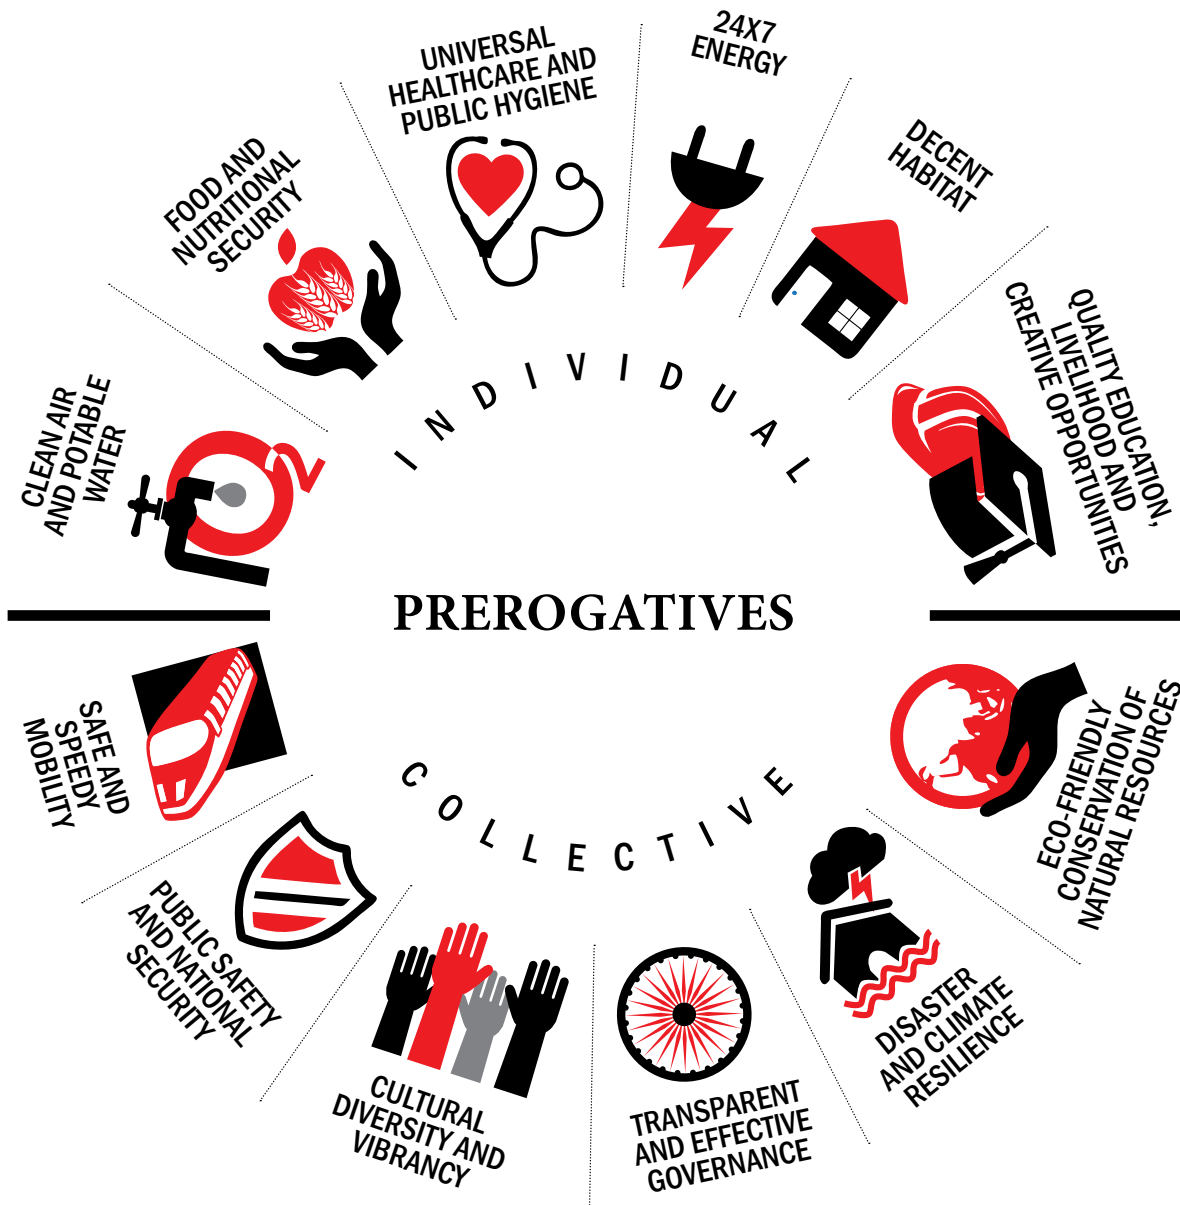 CLEAN AIR
AND POTABLE
WATER
2
FOOD AND
NUTRITIONAL
SECURITY
UNIVERSAL
HEALTHCARE AND
PUBLIC HYGIENE
24X7
ENERGY
DECENT
HABITAT
QUALITY EDUCATION,
LIVELIHOOD AND
CREATIVE OPPORTUNITIES
INDIVIDUAL
PREROGATIVES
COLLECTIVE
SAFE AND
SPEEDY
MOBILITY
PUBLIC SAFETY
AND NATIONAL
SECURITY
CULTURAL
DIVERSITY AND
VIBRANCY
TRANSPARENT
AND EFFECTIVE
GOVERNANCE
DISASTER
AND CLIMATE
RESILIENCE
ECO-FRIENDLY
CONSERVATION OF
NATURAL RESOURCES